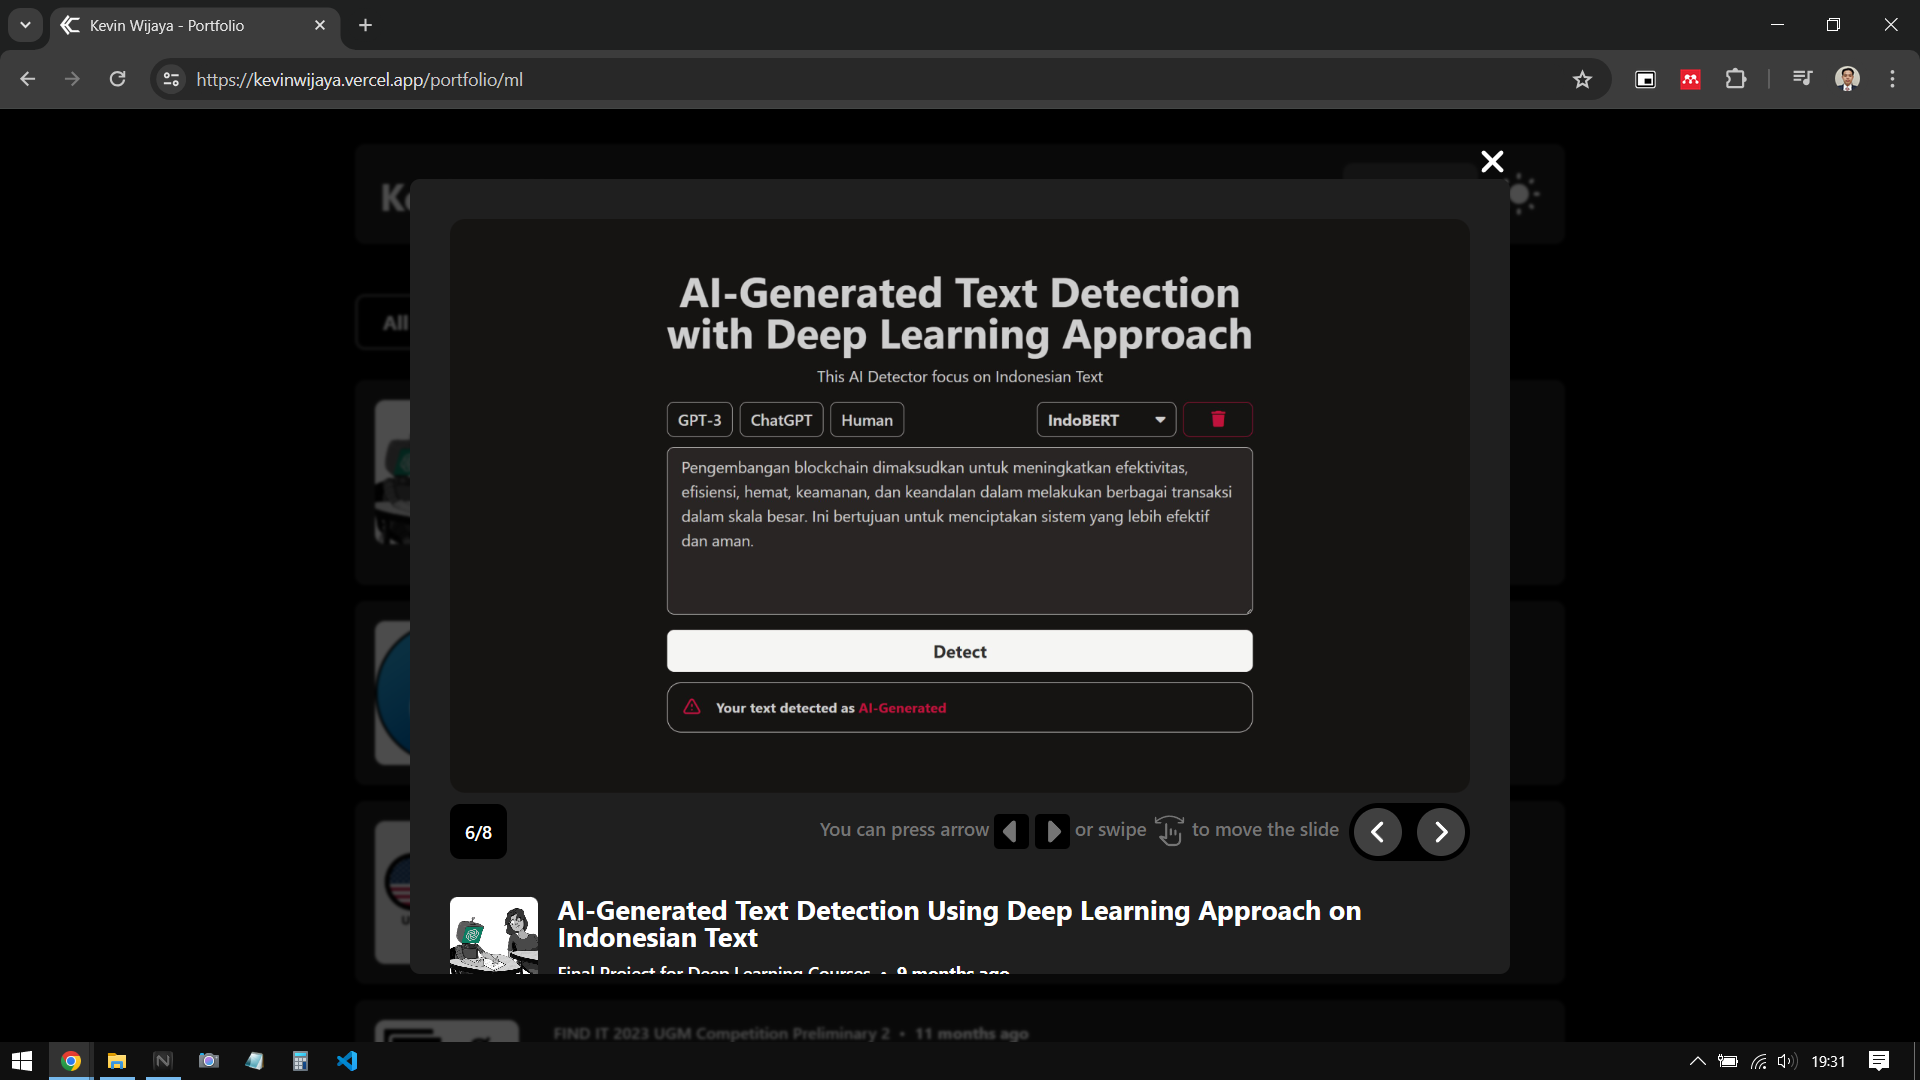 Kevin Wijaya - Portfolio
https://kevinwijaya.vercel.app/portfolio/ml
All
AI-Generated Text Detection
with Deep Learning Approach
This AI Detector focus on Indonesian Text
GPT-3 ChatGPT Human IndoBERT
Pengembangan blockchain dimaksudkan untuk meningkatkan efektivitas,
efisiensi, hemat, keamanan, dan keandalan dalam melakukan berbagai transaksi
dalam skala besar. Ini bertujuan untuk menciptakan sistem yang lebih efektif
dan aman.
Detect
Your text detected as AI-Generated
6/8
You can press arrow or swipe to move the slide
AI-Generated Text Detection Using Deep Learning Approach on
Indonesian Text
Final Project for Deep Learning Courses • 9 months ago
FIND IT 2023 UGM Competition Preliminary 2 • 11 months ago
19:31